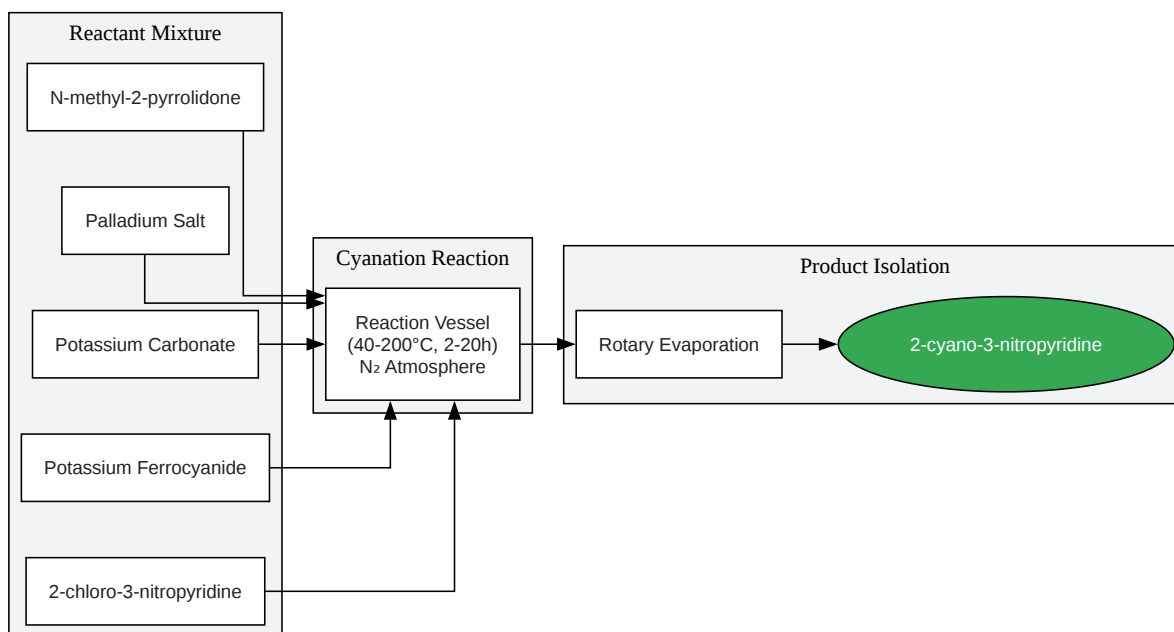 Reactant Mixture
N-methyl-2-pyrrolidone
Palladium Salt
Potassium Carbonate
Potassium Ferrocyanide
2-chloro-3-nitropyridine
Cyanation Reaction
Reaction Vessel
(40-200°C, 2-20h)
N₂ Atmosphere
Product Isolation
Rotary Evaporation
2-cyano-3-nitropyridine